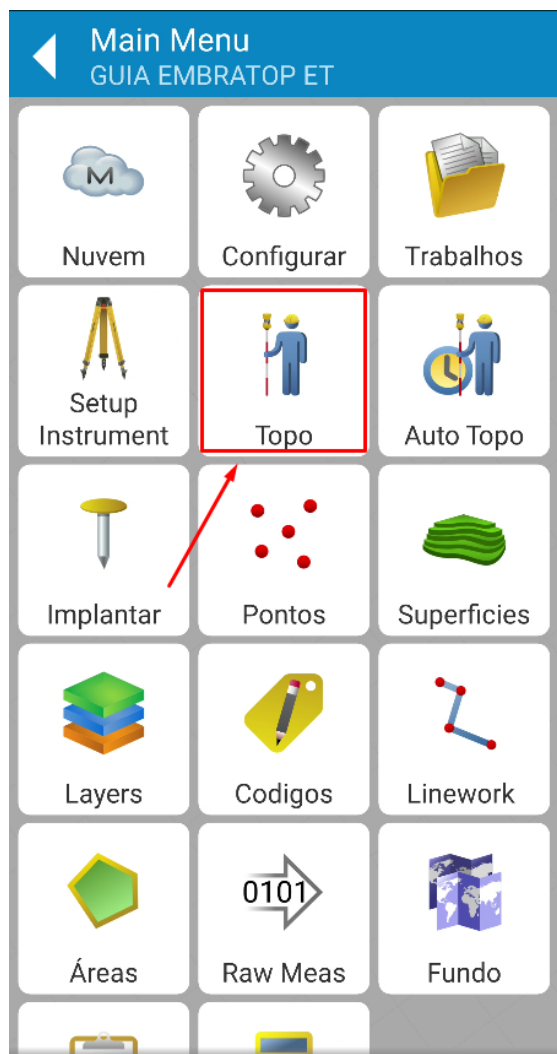 Main Menu
GUIA EMBRATOP ET
M
Nuvem
Configurar
Trabalhos
Setup
Instrument
Topo
Auto Topo
Implantar
Pontos
Superficies
Layers
Codigos
Linework
0101
Áreas
Raw Meas
Fundo